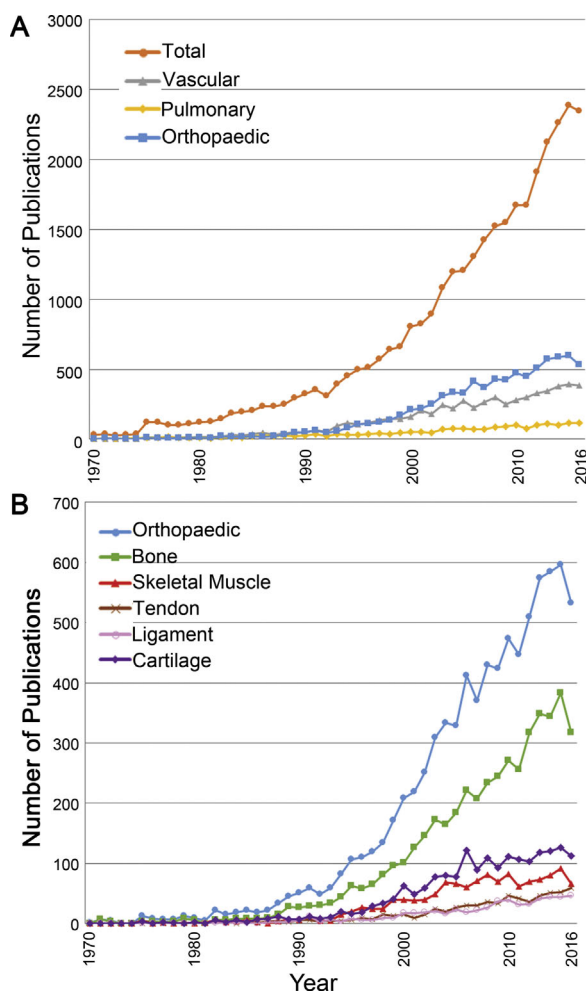 A
3000
2500
2000
1500
1000
500
0
Number of Publications
Total
Vascular
Pulmonary
Orthopaedic
1970
1980
1990
2000
2010
2016
B
700
600
500
400
300
200
100
0
Number of Publications
Orthopaedic
Bone
Skeletal Muscle
Tendon
Ligament
Cartilage
1970
1980
1990
2000
2010
2016
Year